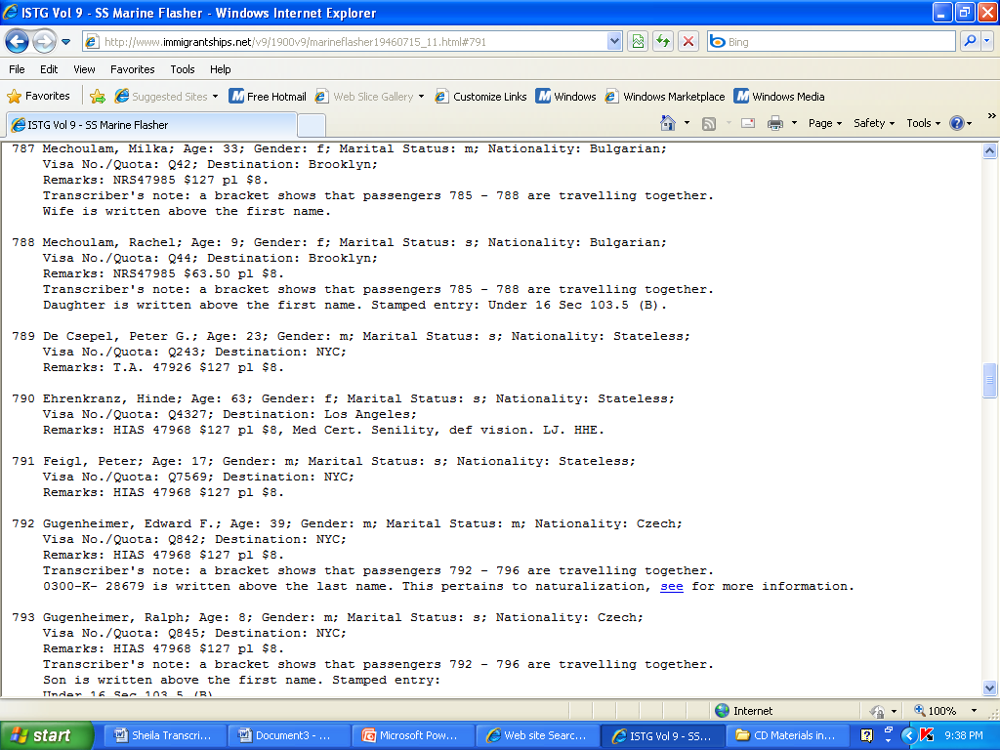 ISTG Vol 9 - SS Marine Flasher - Windows Internet Explorer
http://www.immigrantships.net/v9/1900v9/marineflasher19460715_11.html#791
Bing
File Edit View Favorites Tools Help
Favorites Suggested Sites Free Hotmail Web Slice Gallery Customize Links Windows Windows Marketplace Windows Media
ISTG Vol 9 - SS Marine Flasher Page Safety Tools
787 Mechoulam, Milka; Age: 33; Gender: f; Marital Status: m; Nationality: Bulgarian;
Visa No./Quota: Q42; Destination: Brooklyn;
Remarks: NRS47985 $127 pl $8.
Transcriber's note: a bracket shows that passengers 785 - 788 are travelling together.
Wife is written above the first name.
788 Mechoulam, Rachel; Age: 9; Gender: f; Marital Status: s; Nationality: Bulgarian;
Visa No./Quota: Q44; Destination: Brooklyn;
Remarks: NRS47985 $63.50 pl $8.
Transcriber's note: a bracket shows that passengers 785 - 788 are travelling together.
Daughter is written above the first name. Stamped entry: Under 16 Sec 103.5 (B).
789 De Csepel, Peter G.; Age: 23; Gender: m; Marital Status: s; Nationality: Stateless;
Visa No./Quota: Q243; Destination: NYC;
Remarks: T.A. 47926 $127 pl $8.
790 Ehrenkranz, Hinde; Age: 63; Gender: f; Marital Status: s; Nationality: Stateless;
Visa No./Quota: Q4327; Destination: Los Angeles;
Remarks: HIAS 47968 $127 pl $8, Med Cert. Senility, def vision. LJ. HHE.
791 Feigl, Peter; Age: 17; Gender: m; Marital Status: s; Nationality: Stateless;
Visa No./Quota: Q7569; Destination: NYC;
Remarks: HIAS 47968 $127 pl $8.
792 Gugenheimer, Edward F.; Age: 39; Gender: m; Marital Status: m; Nationality: Czech;
Visa No./Quota: Q842; Destination: NYC;
Remarks: HIAS 47968 $127 pl $8.
Transcriber's note: a bracket shows that passengers 792 - 796 are travelling together.
0300-K- 28679 is written above the last name. This pertains to naturalization, see for more information.
793 Gugenheimer, Ralph; Age: 8; Gender: m; Marital Status: s; Nationality: Czech;
Visa No./Quota: Q845; Destination: NYC;
Remarks: HIAS 47968 $127 pl $8.
Transcriber's note: a bracket shows that passengers 792 - 796 are travelling together.
Son is written above the first name. Stamped entry:
Under 16 Sec 103.5 (B)
Internet 100%
start Sheila Transcri... Document3 - ... Microsoft Pow... Web site Searc... ISTG Vol 9 - SS... CD Materials in... 9:38 PM